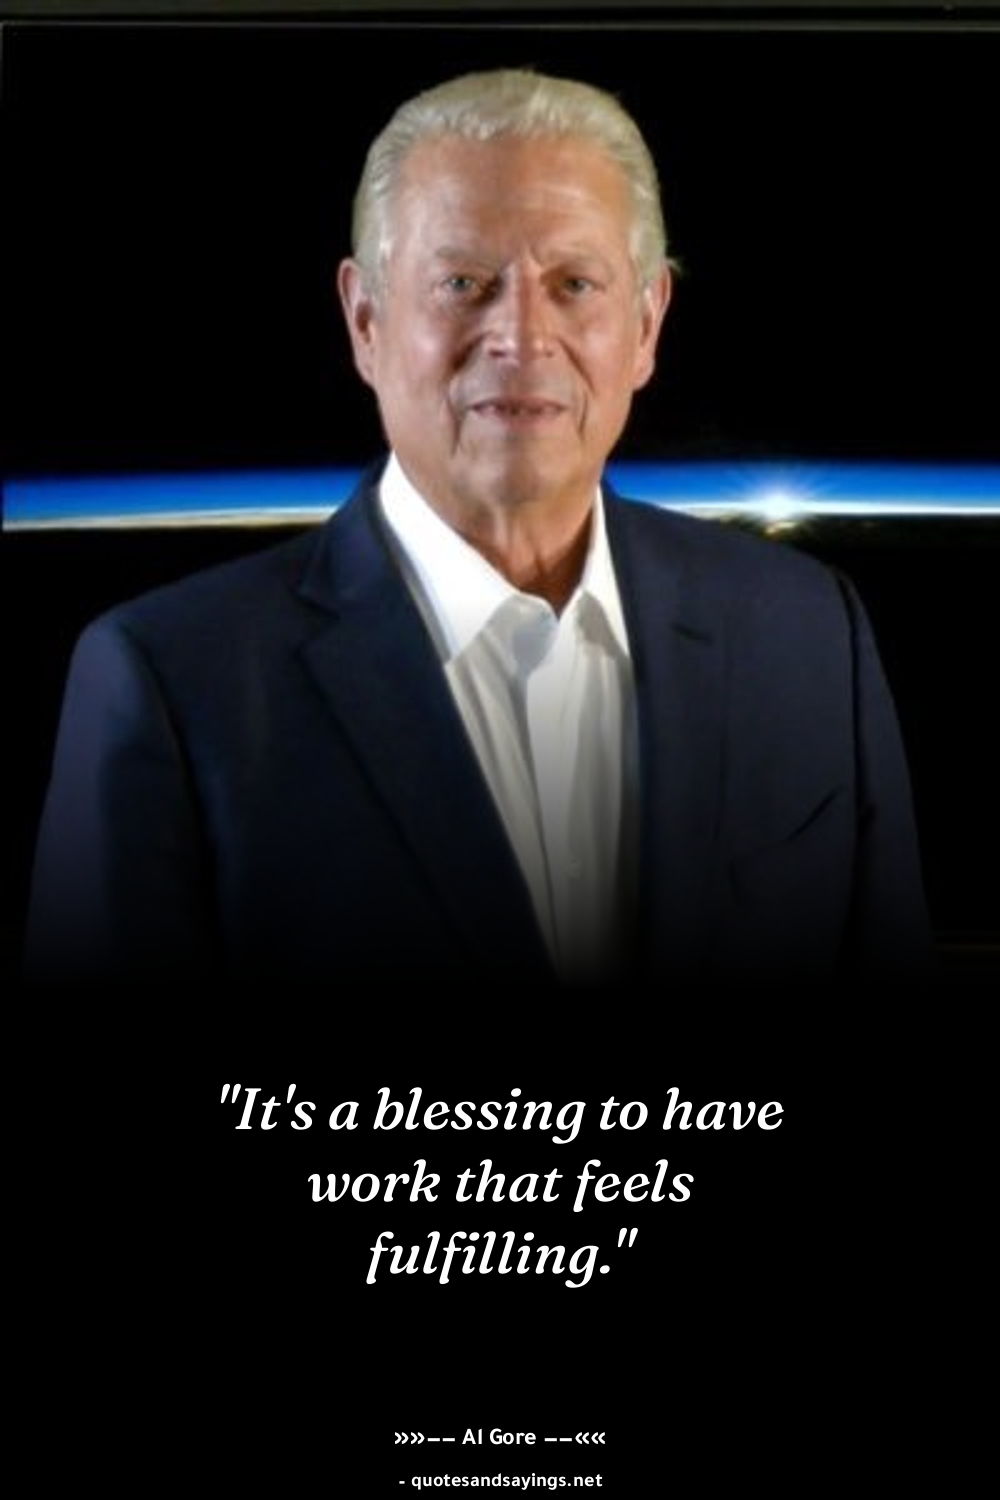 "It's a blessing to have
work that feels
fulfilling."
»»–– Al Gore ––««
- quotesandsayings.net